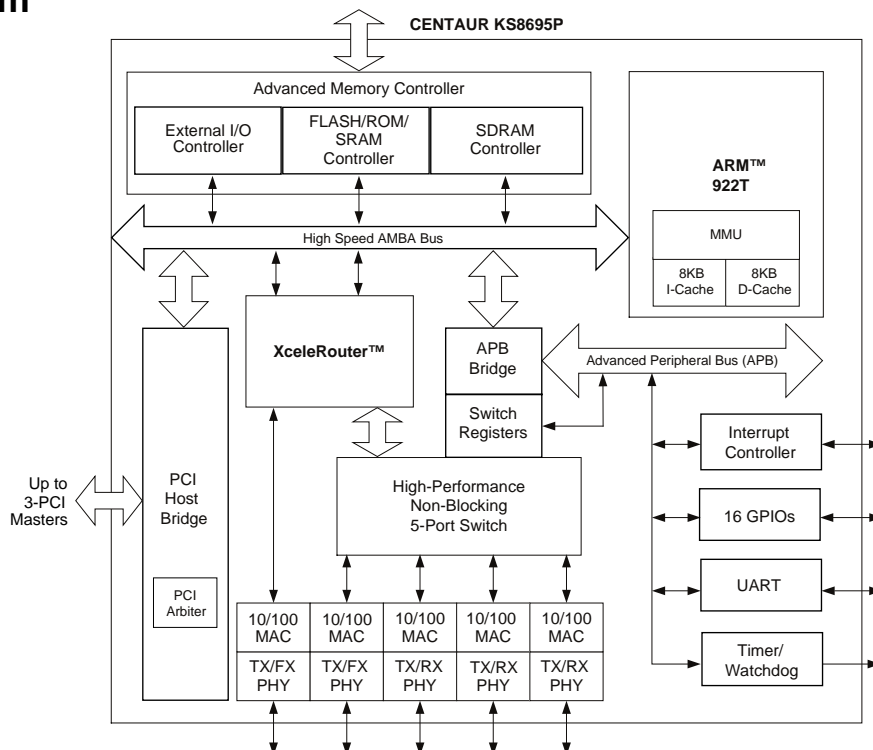 CENTAUR KS8695P
Advanced Memory Controller
External I/O
Controller
FLASH/ROM/
SRAM
Controller
SDRAM
Controller
ARM™
922T
MMU
8KB
I-Cache
8KB
D-Cache
High Speed AMBA Bus
XceleRouter™
APB
Bridge
Advanced Peripheral Bus (APB)
Switch
Registers
Interrupt
Controller
Up to
3-PCI
Masters
PCI
Host
Bridge
High-Performance
Non-Blocking
5-Port Switch
16 GPIOs
UART
PCI
Arbiter
10/100
MAC
10/100
MAC
10/100
MAC
10/100
MAC
10/100
MAC
Timer/
Watchdog
TX/FX
PHY
TX/FX
PHY
TX/RX
PHY
TX/RX
PHY
TX/RX
PHY